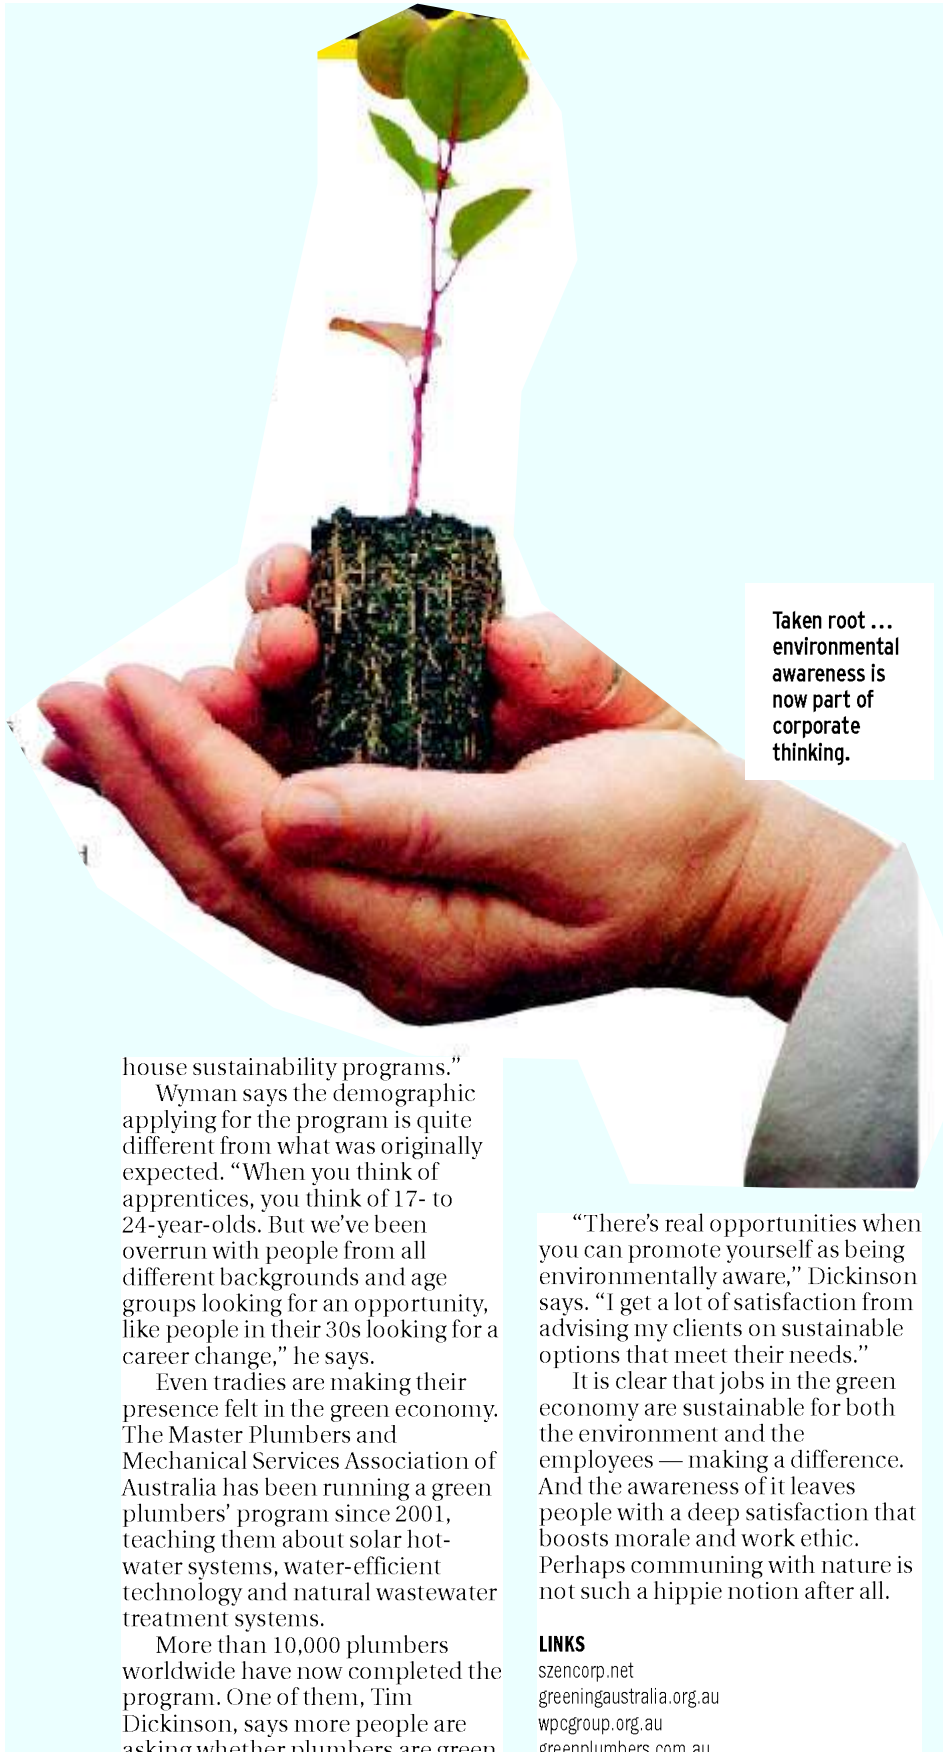 Taken root ...
environmental
awareness is
now part of
corporate
thinking.
house sustainability programs.”
Wyman says the demographic
applying for the program is quite
different from what was originally
expected. “When you think of
apprentices, you think of 17- to
24-year-olds. But we’ve been
overrun with people from all
different backgrounds and age
groups looking for an opportunity,
like people in their 30s looking for a
career change,” he says.
Even tradies are making their
presence felt in the green economy.
The Master Plumbers and
Mechanical Services Association of
Australia has been running a green
plumbers’ program since 2001,
teaching them about solar hot-
water systems, water-efficient
technology and natural wastewater
treatment systems.
More than 10,000 plumbers
worldwide have now completed the
program. One of them, Tim
Dickinson, says more people are
asking whether plumbers are green
“There’s real opportunities when
you can promote yourself as being
environmentally aware,” Dickinson
says. “I get a lot of satisfaction from
advising my clients on sustainable
options that meet their needs.”
It is clear that jobs in the green
economy are sustainable for both
the environment and the
employees — making a difference.
And the awareness of it leaves
people with a deep satisfaction that
boosts morale and work ethic.
Perhaps communing with nature is
not such a hippie notion after all.
LINKS
szencorp.net
greeningaustralia.org.au
wpcgroup.org.au
greenplumbers.com.au